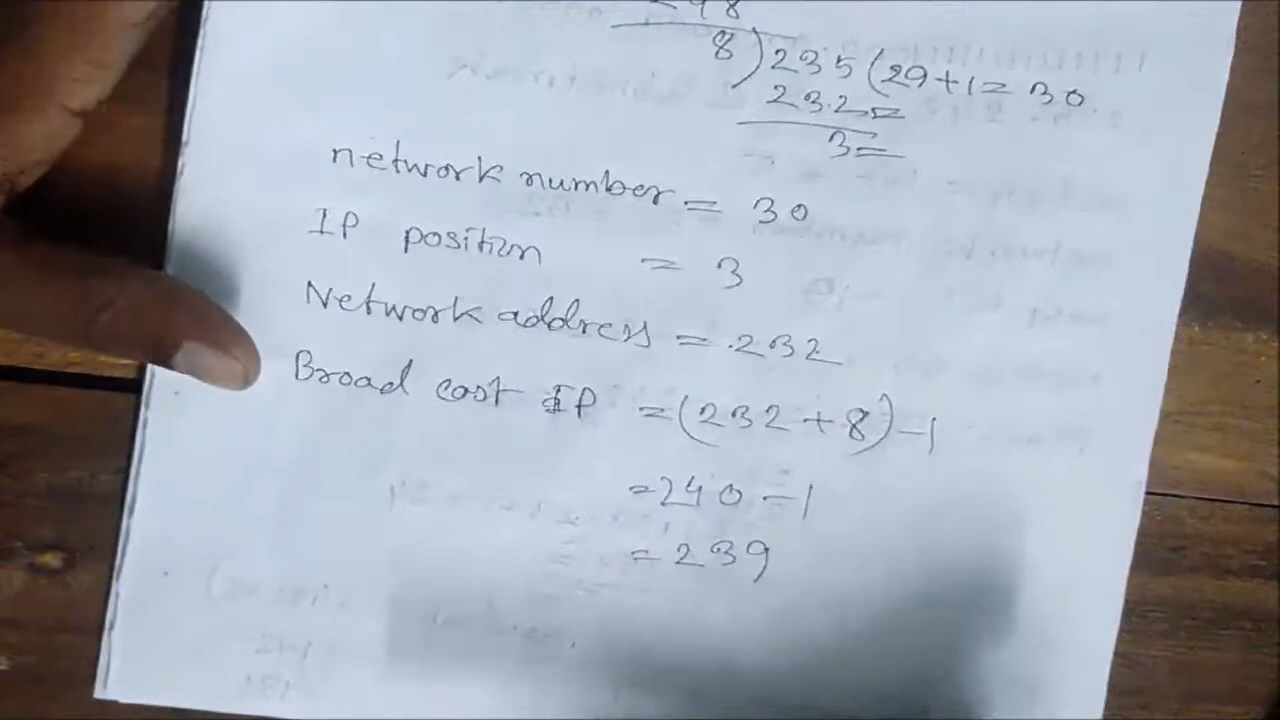 8) 235 (29+1= 30
232=
3=
network number = 30
IP position = 3
Network address = .232
Broad cast IP = (232+8)-1
=240-1
= 239